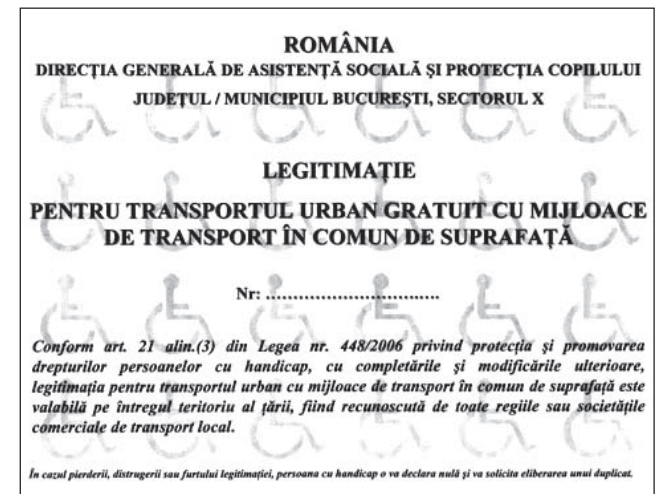 ROMÂNIA
DIRECȚIA GENERALĂ DE ASISTENȚĂ SOCIALĂ ȘI PROTECȚIA COPILULUI
JUDEȚUL / MUNICIPIUL BUCUREȘTI, SECTORUL X
LEGITIMAȚIE
PENTRU TRANSPORTUL URBAN GRATUIT CU MIJLOACE
DE TRANSPORT ÎN COMUN DE SUPRAFAȚĂ
Nr: ..................................
Conform art. 21 alin.(3) din Legea nr. 448/2006 privind protecția și promovarea
drepturilor persoanelor cu handicap, cu completările și modificările ulterioare,
legitimația pentru transportul urban cu mijloace de transport în comun de suprafață este
valabilă pe întregul teritoriu al țării, fiind recunoscută de toate regiile sau societățile
comerciale de transport local.
În cazul pierderii, distrugerii sau furtului legitimației, persoana cu handicap o va declara nulă și va solicita eliberarea unui duplicat.